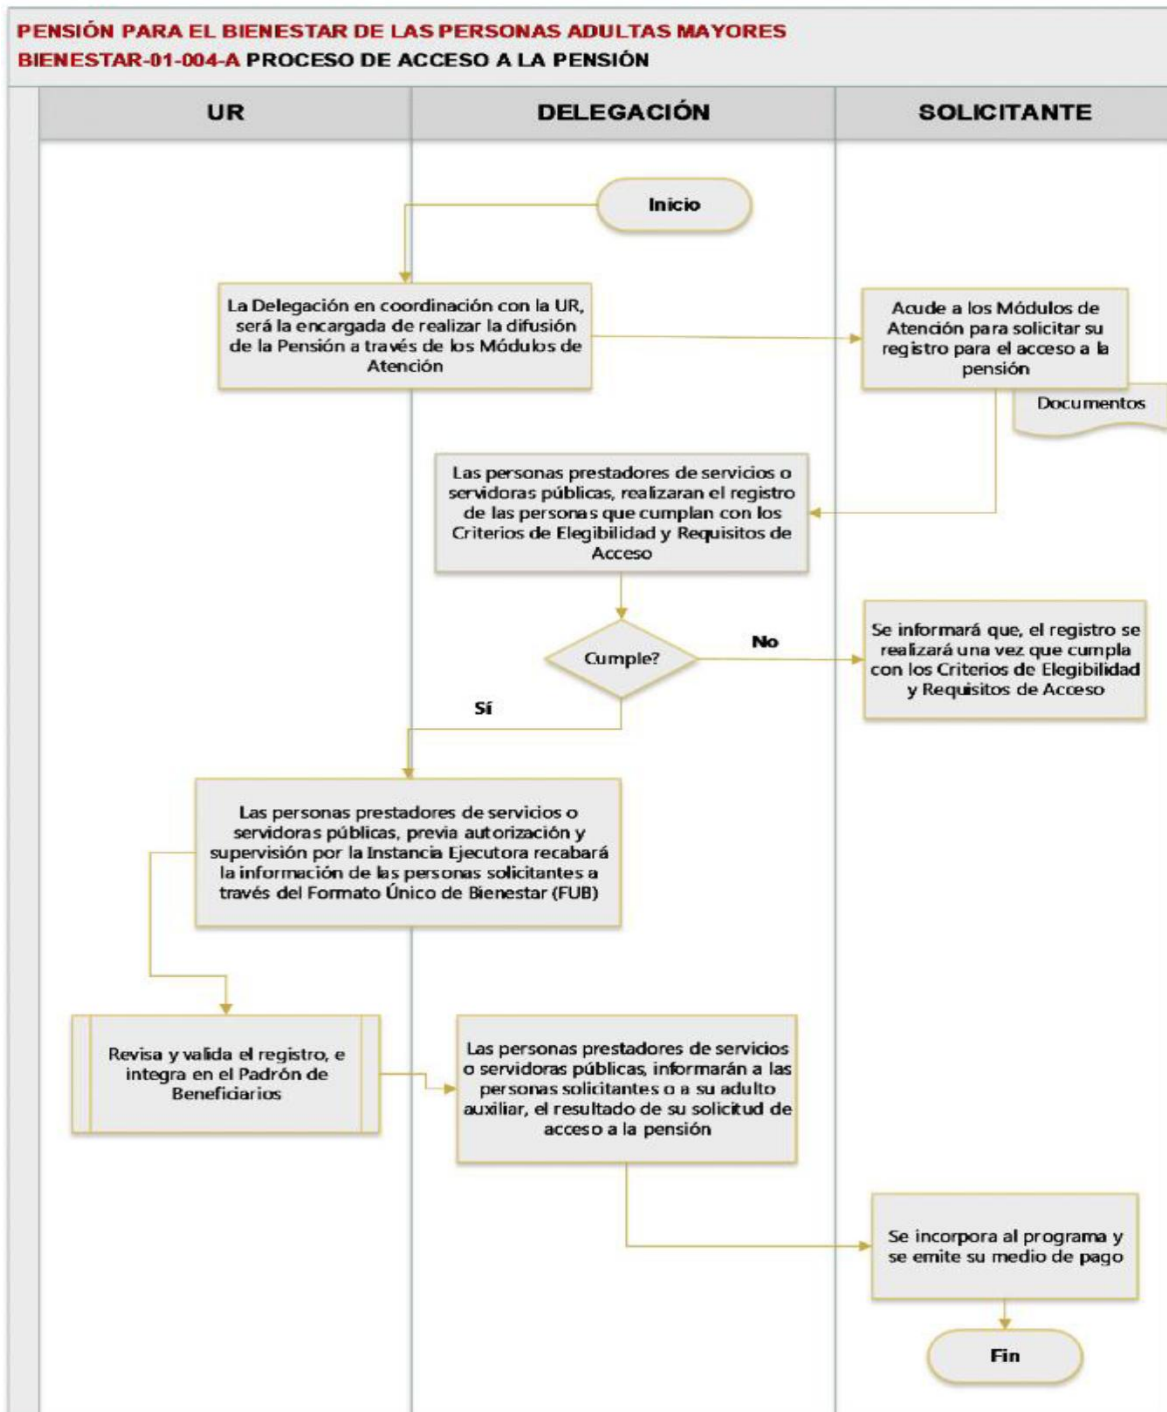 PENSIÓN PARA EL BIENESTAR DE LAS PERSONAS ADULTAS MAYORES
BIENESTAR-01-004-A PROCESO DE ACCESO A LA PENSIÓN
UR
DELEGACIÓN
SOLICITANTE
Inicio
La Delegación en coordinación con la UR,
será la encargada de realizar la difusión
de la Pensión a través de los Módulos de
Atención
Acude a los Módulos de
Atención para solicitar su
registro para el acceso a la
pensión
Documentos
Las personas prestadores de servicios o
servidoras públicas, realizaran el registro
de las personas que cumplan con los
Criterios de Elegibilidad y Requisitos de
Acceso
Cumple?
No
Se informará que, el registro se
realizará una vez que cumpla
con los Criterios de Elegibilidad
y Requisitos de Acceso
Sí
Las personas prestadores de servicios o
servidoras públicas, previa autorización y
supervisión por la Instancia Ejecutora recabará
la información de las personas solicitantes a
través del Formato Único de Bienestar (FUB)
Revisa y valida el registro, e
integra en el Padrón de
Beneficiarios
Las personas prestadores de servicios
o servidoras públicas, informarán a las
personas solicitantes o a su adulto
auxiliar, el resultado de su solicitud de
acceso a la pensión
Se incorpora al programa y
se emite su medio de pago
Fin